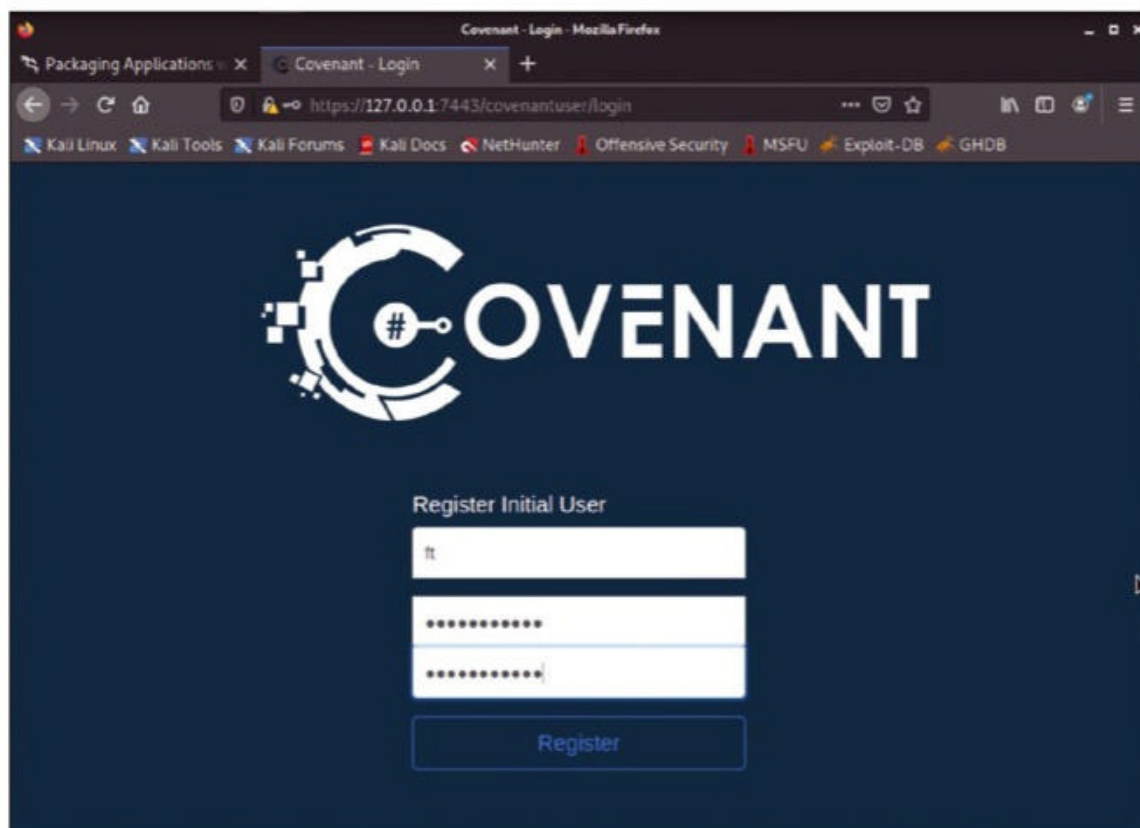 Covenant - Login - Mozilla Firefox
Packaging Applications w
Covenant - Login
https://127.0.0.1:7443/covenantuser/login
Kali Linux Kali Tools Kali Forums Kali Docs NetHunter Offensive Security MSFU Exploit-DB GHDB
#
COVENANT
Register Initial User
ft
Register